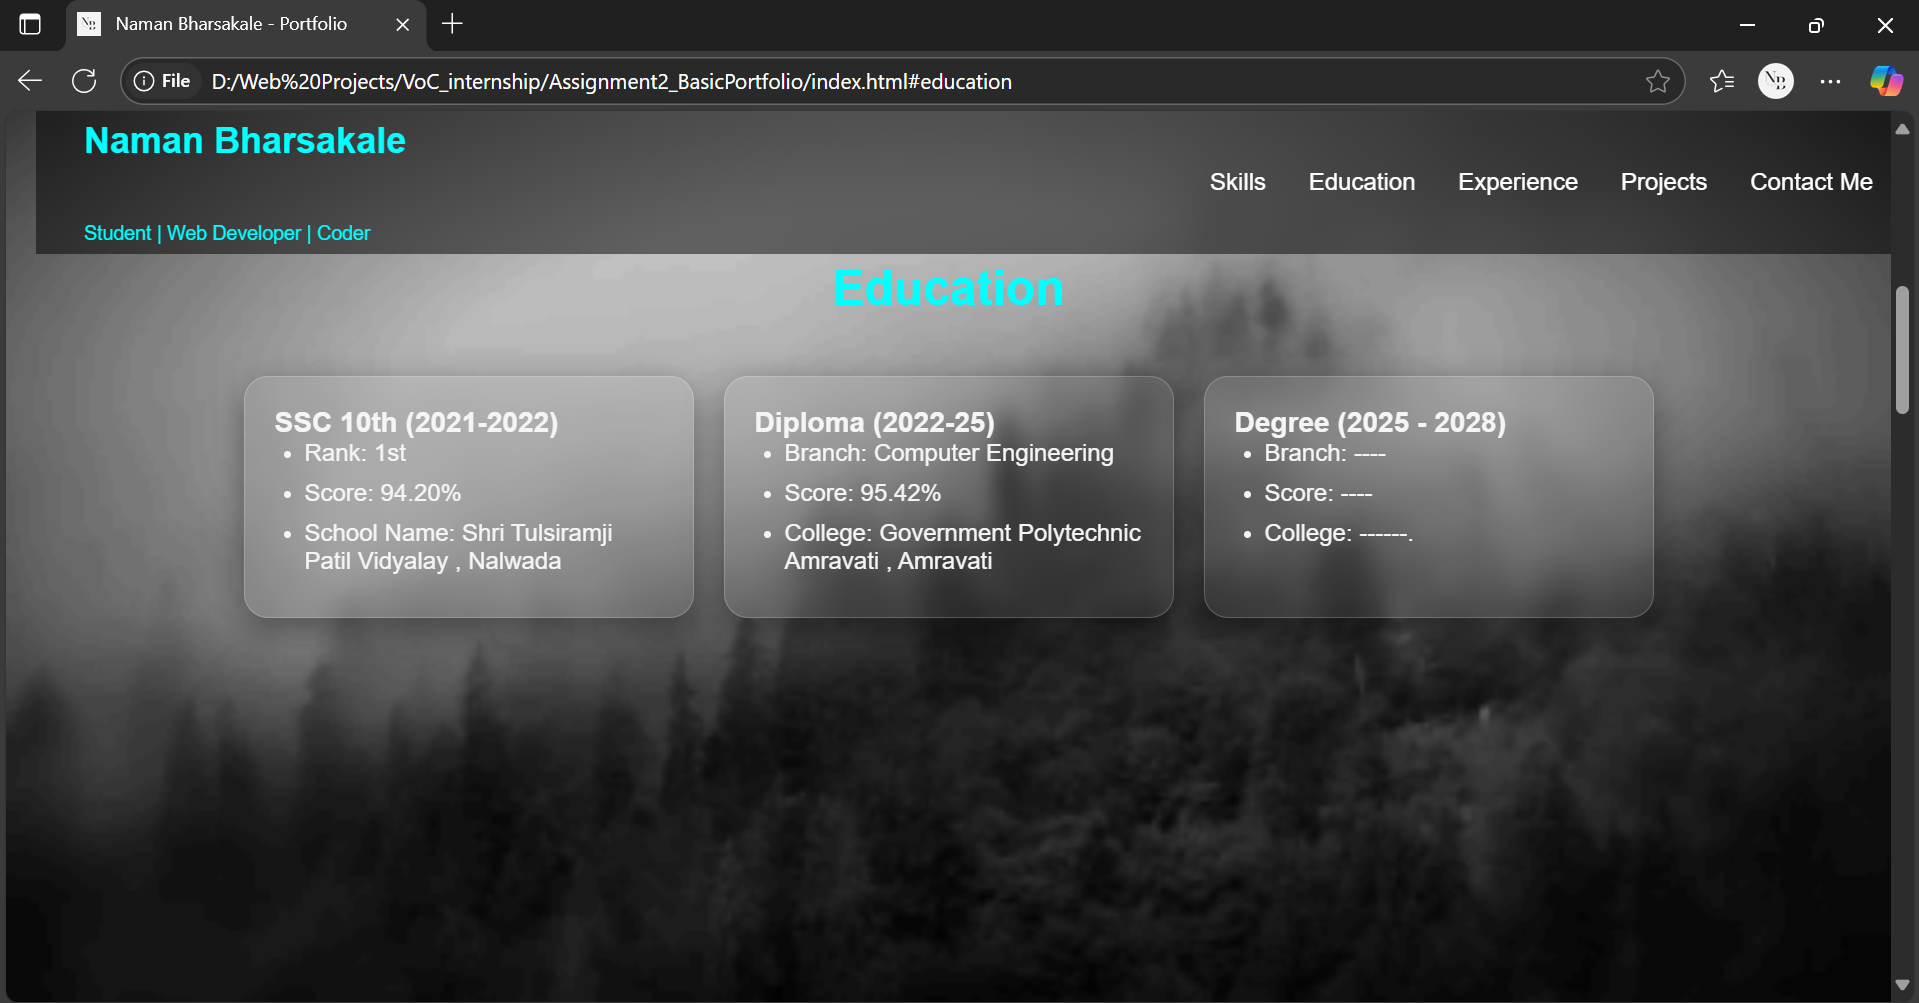 Naman Bharsakale - Portfolio
File D:/Web%20Projects/VoC_internship/Assignment2_BasicPortfolio/index.html#education
Naman Bharsakale
Skills Education Experience Projects Contact Me
Student | Web Developer | Coder
Education
SSC 10th (2021-2022)
Rank: 1st
Score: 94.20%
School Name: Shri Tulsiramji
Patil Vidyalay , Nalwada
Diploma (2022-25)
Branch: Computer Engineering
Score: 95.42%
College: Government Polytechnic
Amravati , Amravati
Degree (2025 - 2028)
Branch: ----
Score: ----
College: ------.